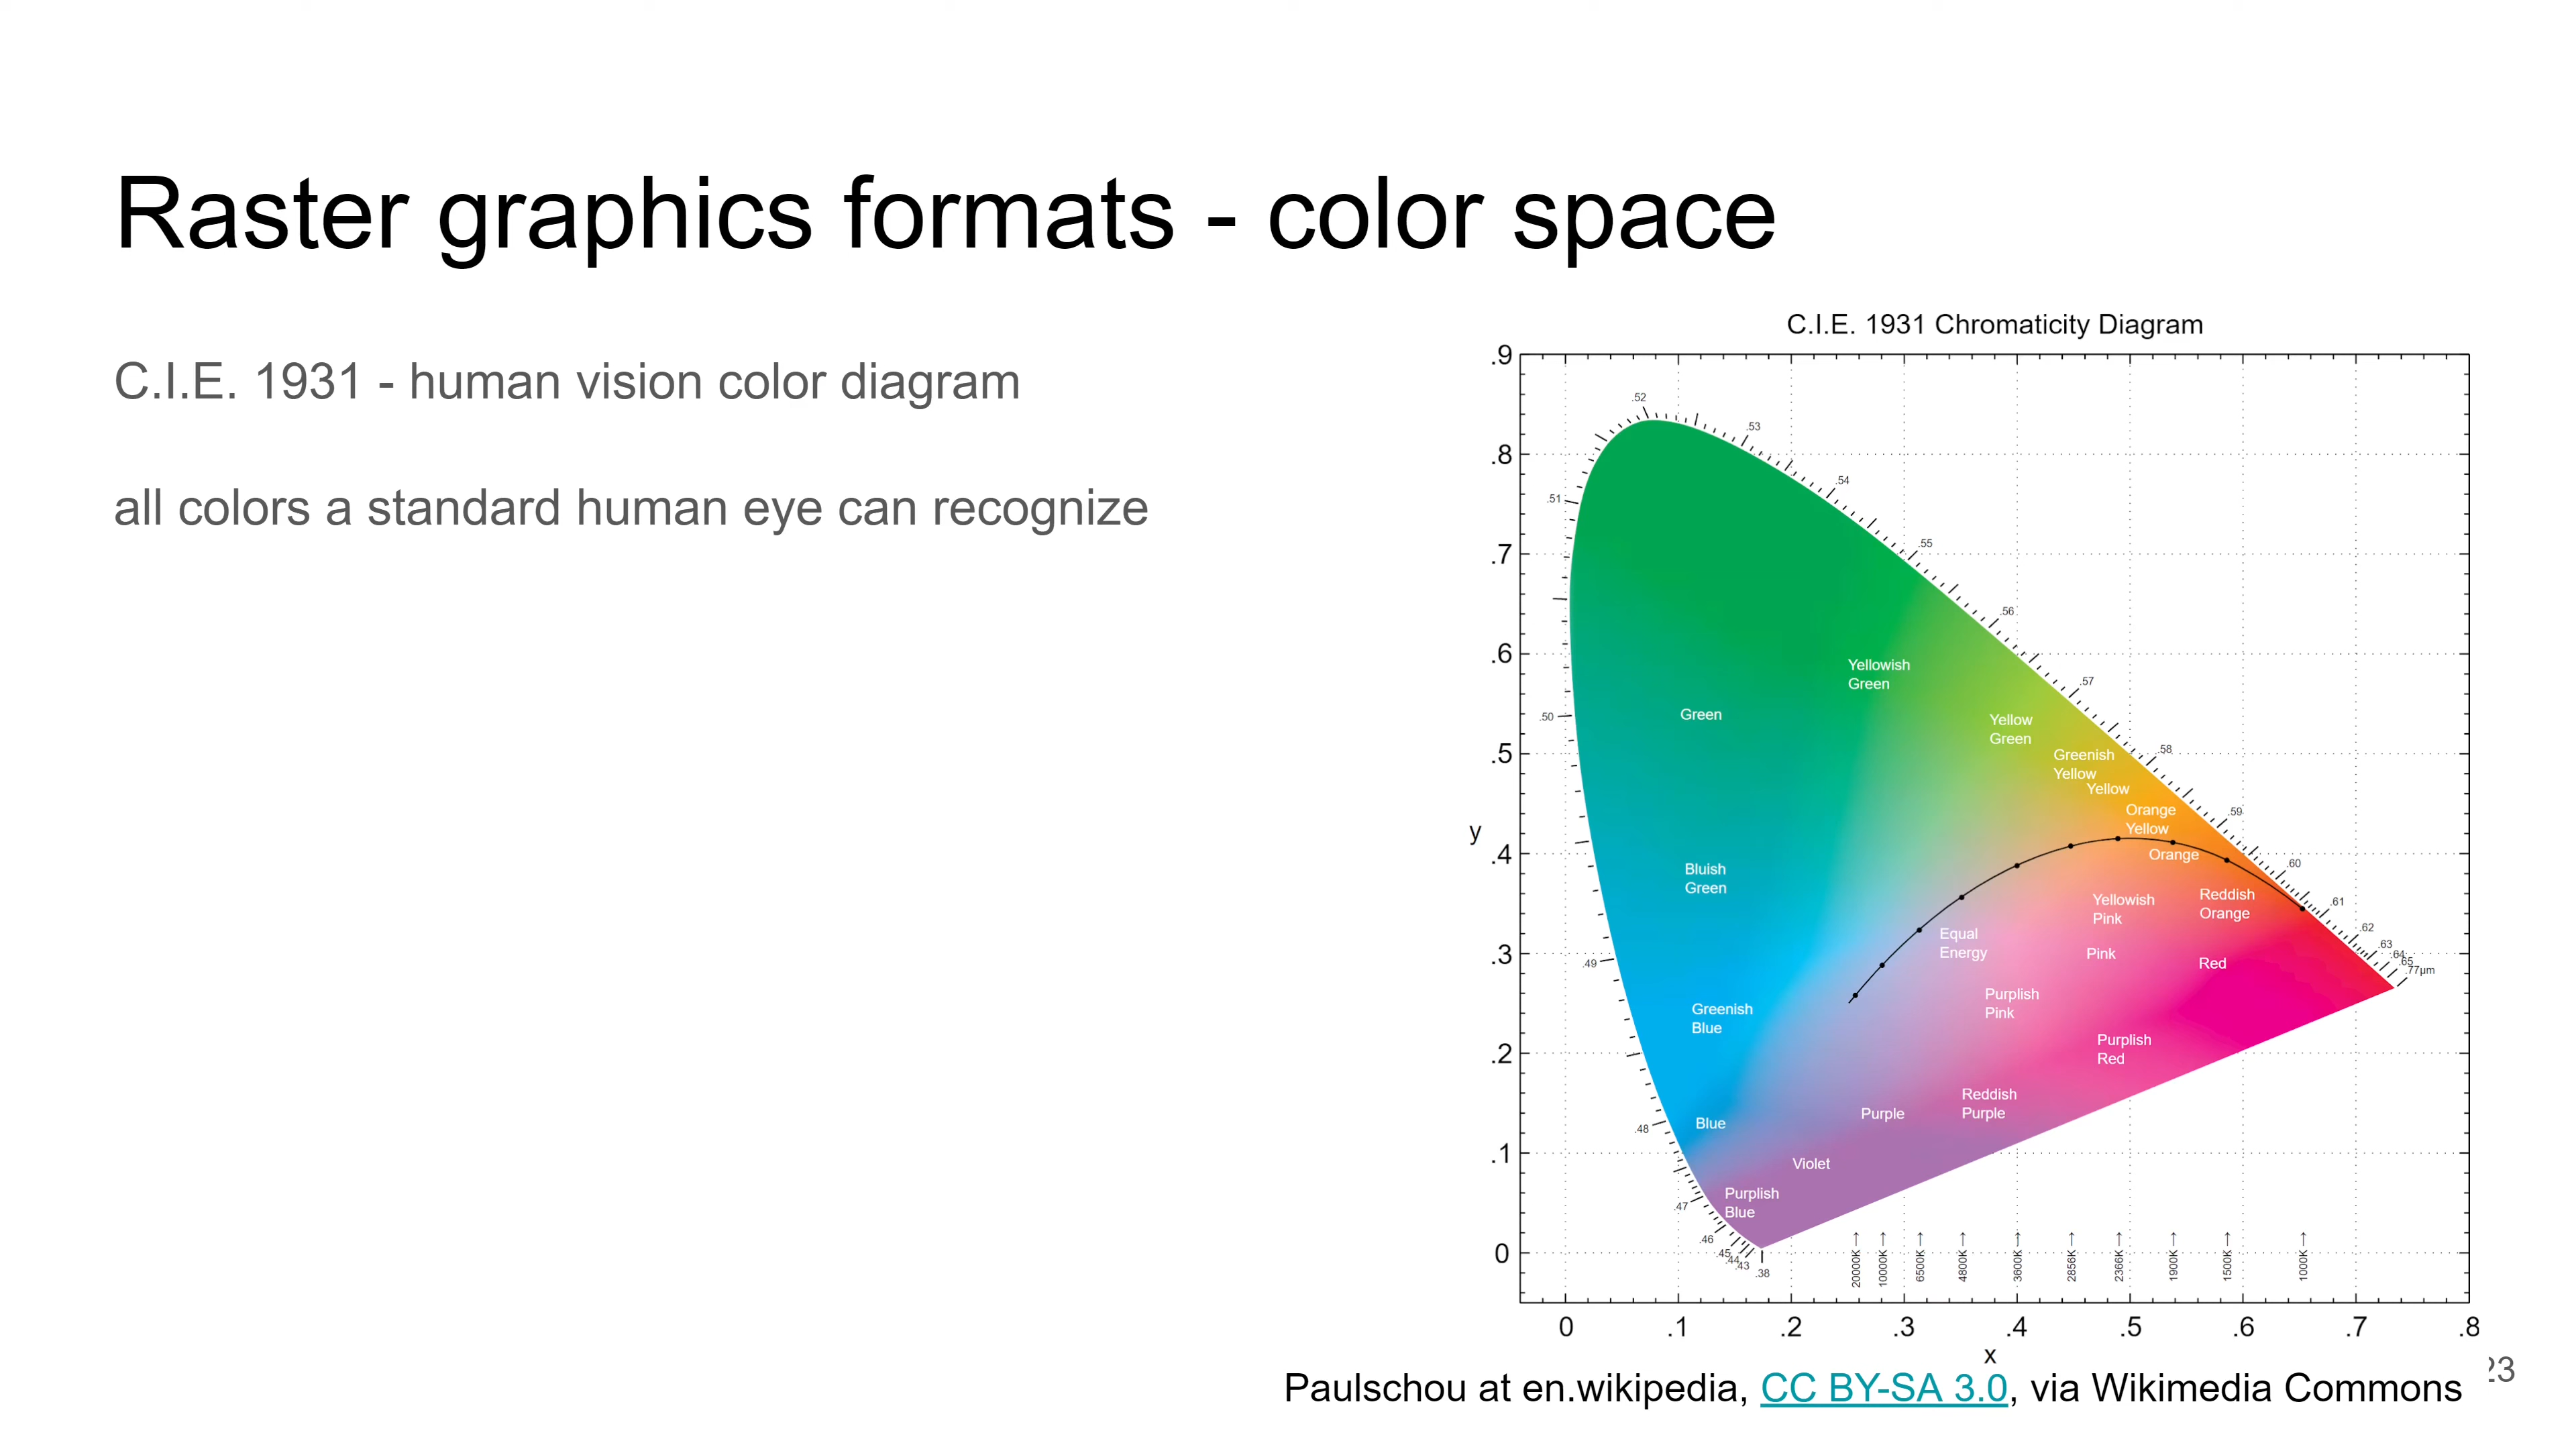 Raster graphics formats - color space
C.I.E. 1931 - human vision color diagram
all colors a standard human eye can recognize
C.I.E. 1931 Chromaticity Diagram
.9
.8
.7
.6
.5
.4
.3
.2
.1
0
y
.52
.53
.54
.55
.56
.57
.58
.59
.60
.61
.62
.63
.64
.65
.77µm
.51
.50
.49
.48
.47
.46
.45
.44
.43
.38
Yellowish
Green
Green
Yellow
Green
Greenish
Yellow
Yellow
Orange
Yellow
Orange
Bluish
Green
Yellowish
Pink
Reddish
Orange
Equal
Energy
Pink
Red
Purplish
Pink
Greenish
Blue
Purplish
Red
Reddish
Purple
Purple
Blue
Violet
Purplish
Blue
20000K →
10000K →
6500K →
4800K →
3600K →
2856K →
2366K →
1900K →
1500K →
1000K →
0 .1 .2 .3 .4 .5 .6 .7 .8
x
Paulschou at en.wikipedia, CC BY-SA 3.0, via Wikimedia Commons
23